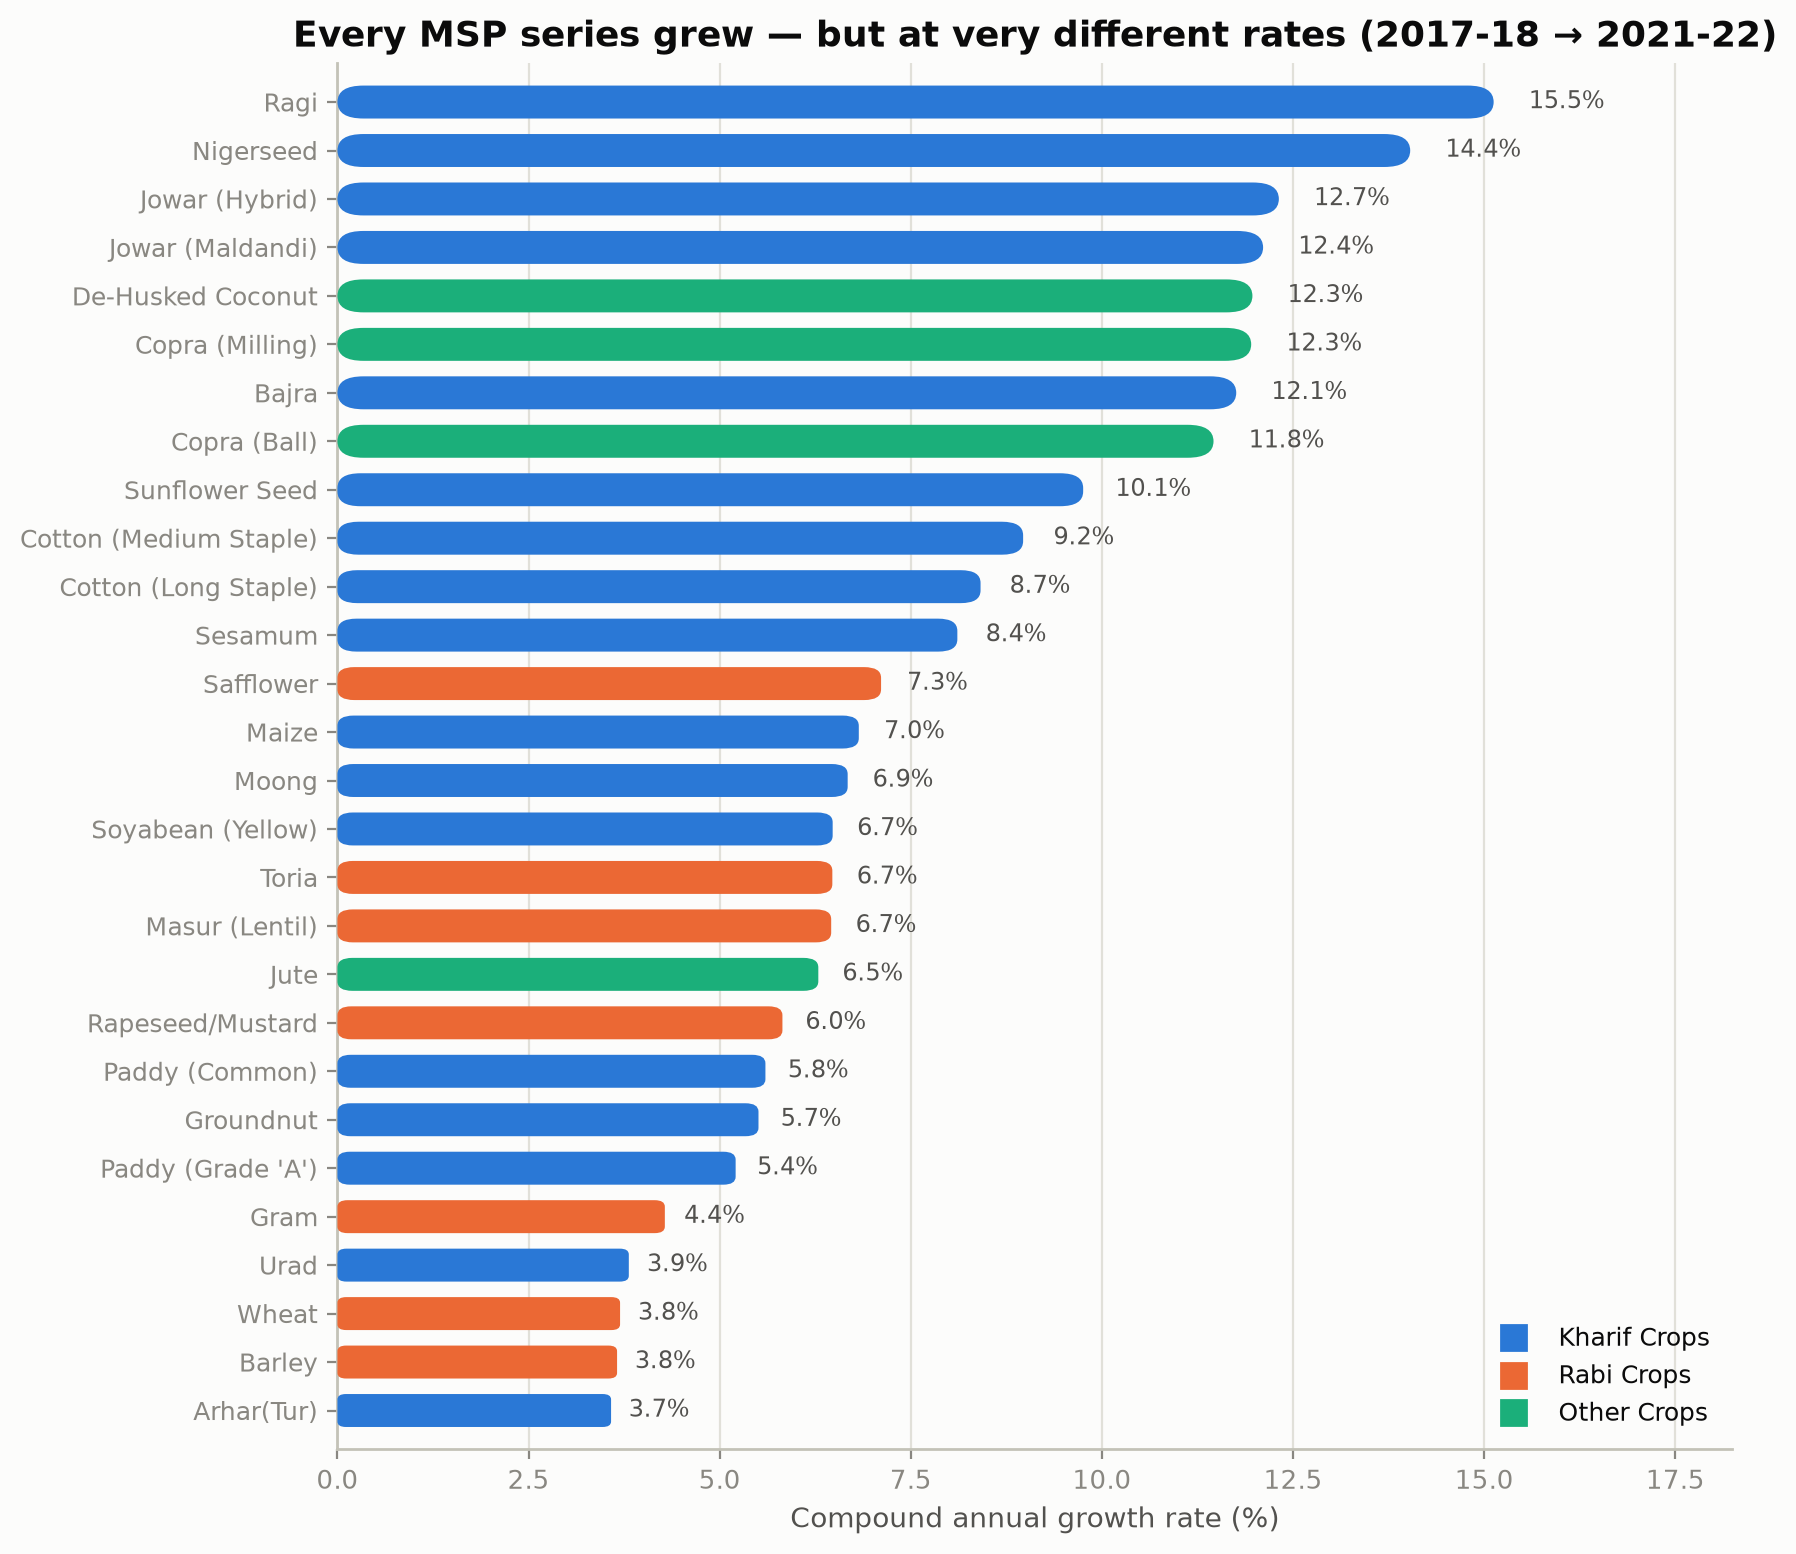 Every MSP series grew — but at very different rates (2017-18 → 2021-22)
Ragi 15.5%
Nigerseed 14.4%
Jowar (Hybrid) 12.7%
Jowar (Maldandi) 12.4%
De-Husked Coconut 12.3%
Copra (Milling) 12.3%
Bajra 12.1%
Copra (Ball) 11.8%
Sunflower Seed 10.1%
Cotton (Medium Staple) 9.2%
Cotton (Long Staple) 8.7%
Sesamum 8.4%
Safflower 7.3%
Maize 7.0%
Moong 6.9%
Soyabean (Yellow) 6.7%
Toria 6.7%
Masur (Lentil) 6.7%
Jute 6.5%
Rapeseed/Mustard 6.0%
Paddy (Common) 5.8%
Groundnut 5.7%
Paddy (Grade 'A') 5.4%
Gram 4.4%
Urad 3.9%
Wheat 3.8%
Barley 3.8%
Arhar(Tur) 3.7%
Kharif Crops
Rabi Crops
Other Crops
0.0 2.5 5.0 7.5 10.0 12.5 15.0 17.5
Compound annual growth rate (%)